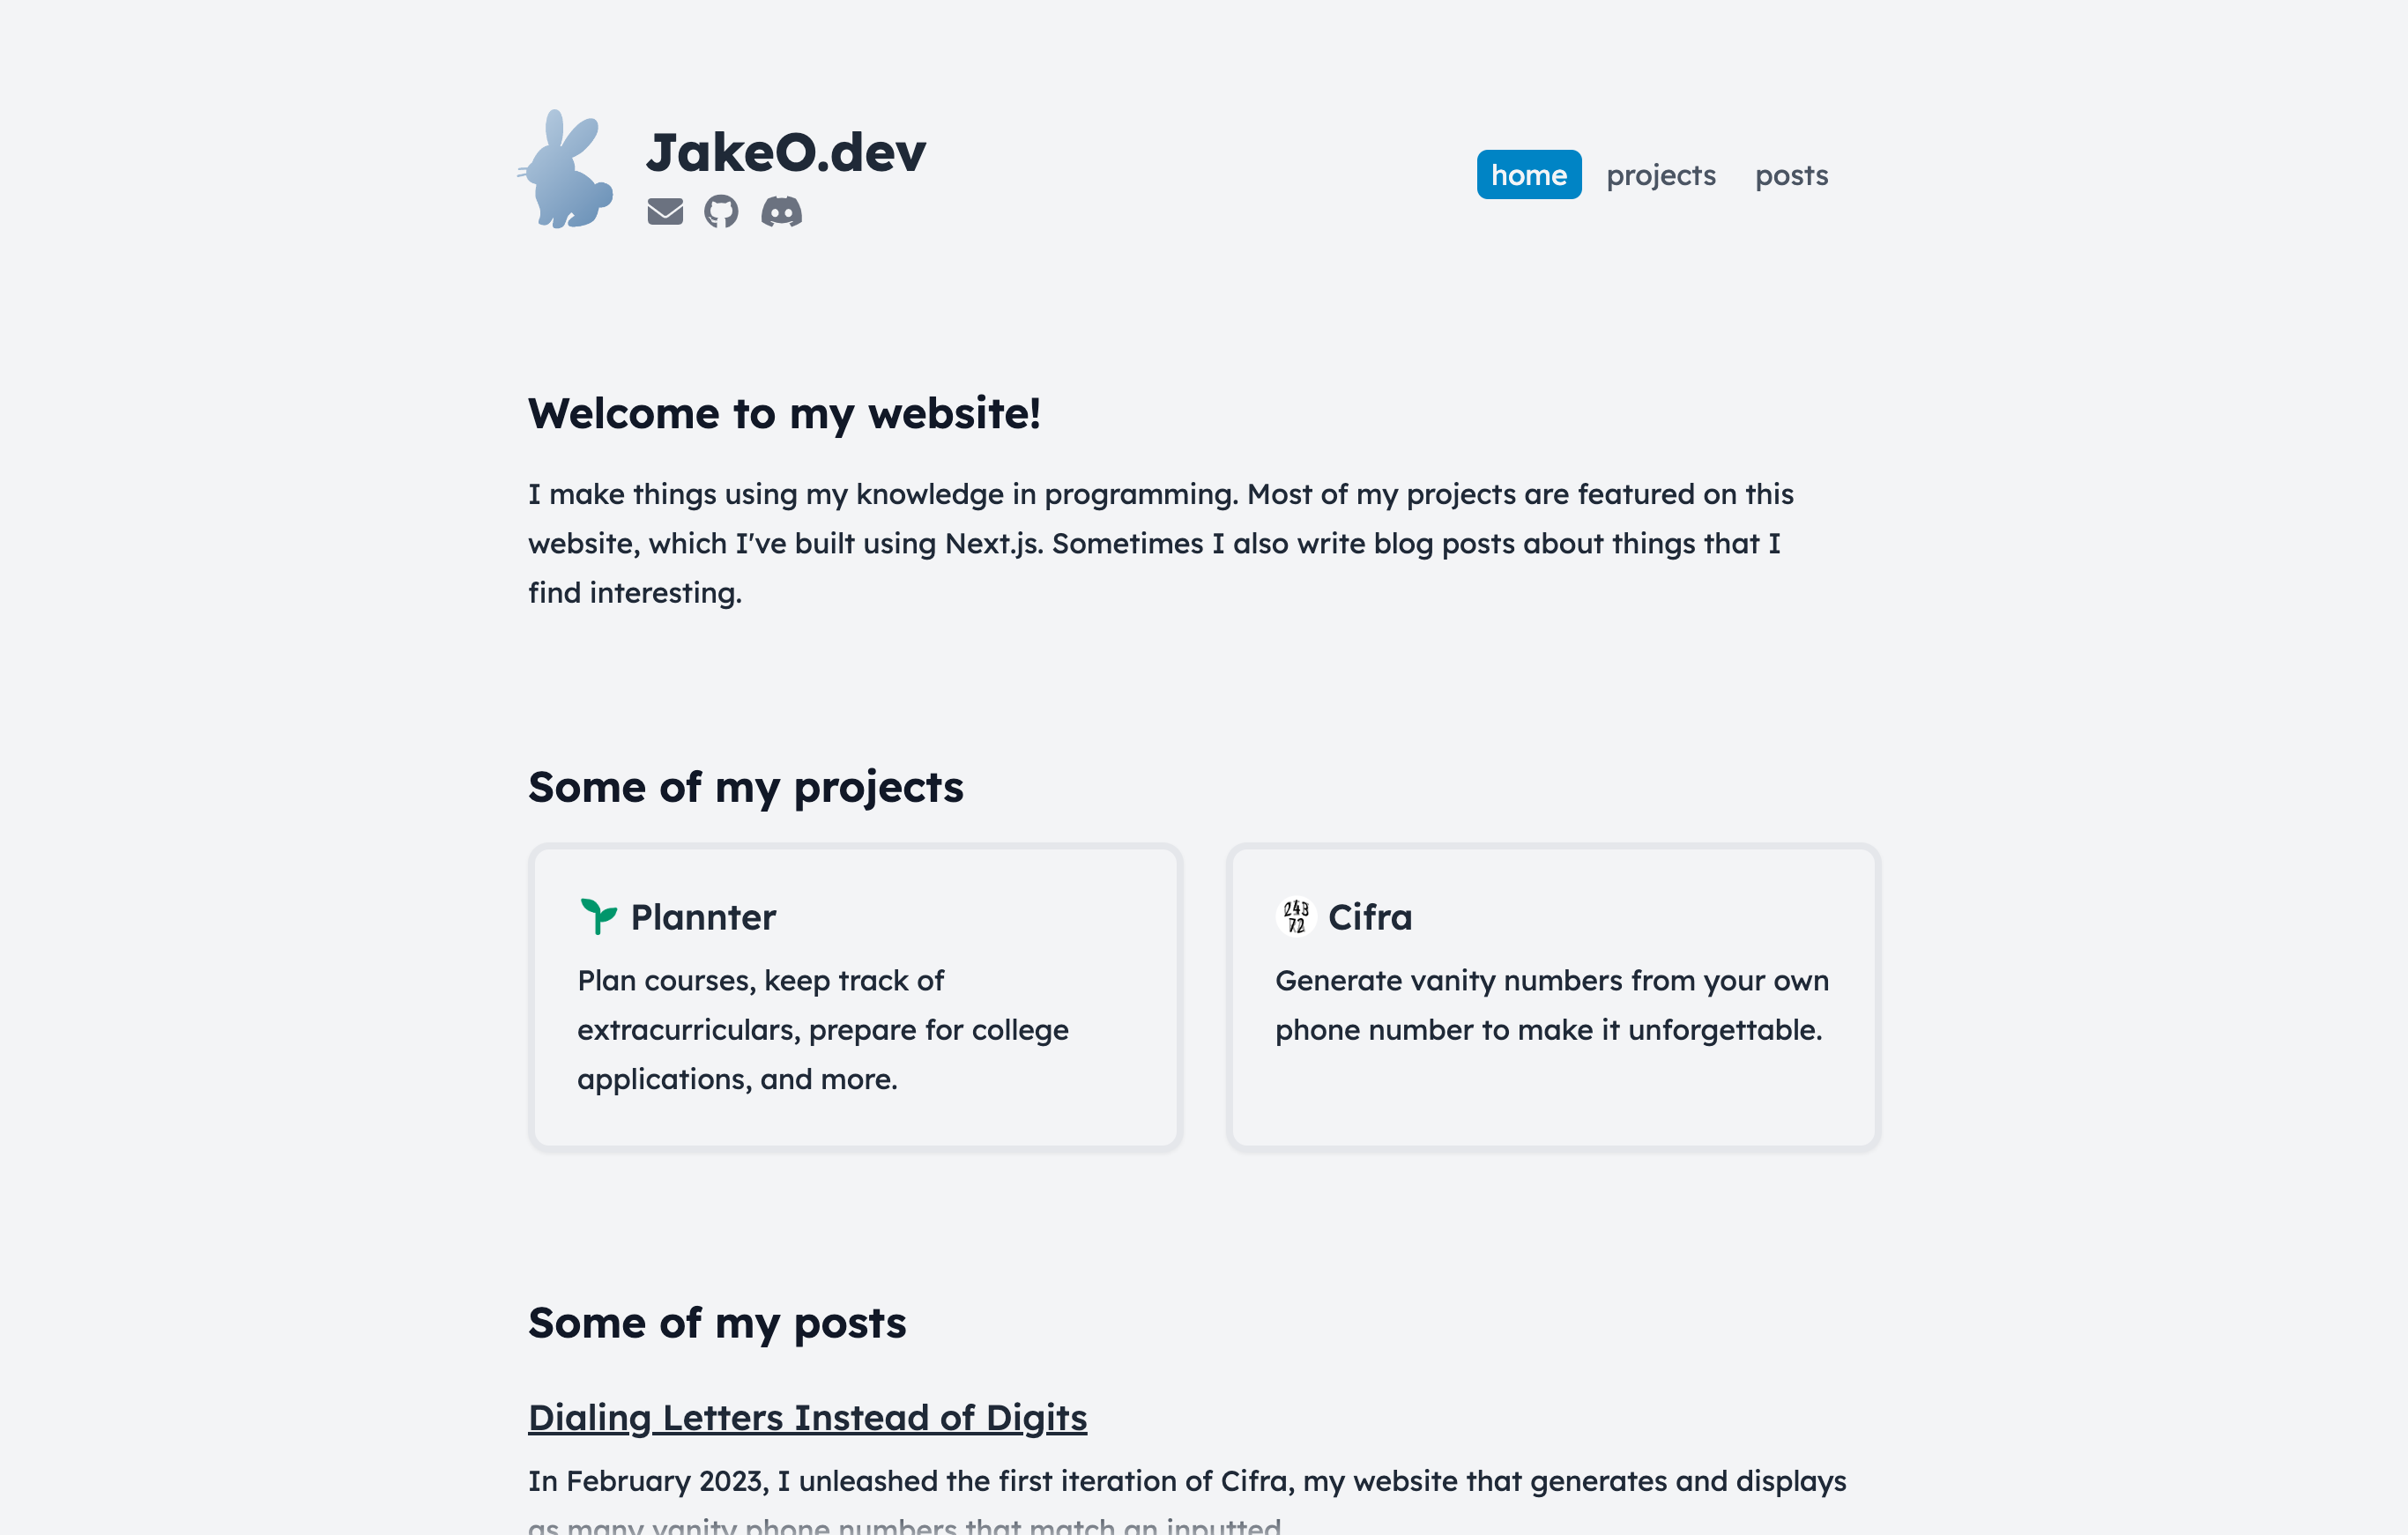 JakeO.dev
home projects posts
Welcome to my website!
I make things using my knowledge in programming. Most of my projects are featured on this
website, which I've built using Next.js. Sometimes I also write blog posts about things that I
find interesting.
Some of my projects
Plannter
Plan courses, keep track of
extracurriculars, prepare for college
applications, and more.
243
72
Cifra
Generate vanity numbers from your own
phone number to make it unforgettable.
Some of my posts
Dialing Letters Instead of Digits
In February 2023, I unleashed the first iteration of Cifra, my website that generates and displays
as many vanity phone numbers that match an inputted